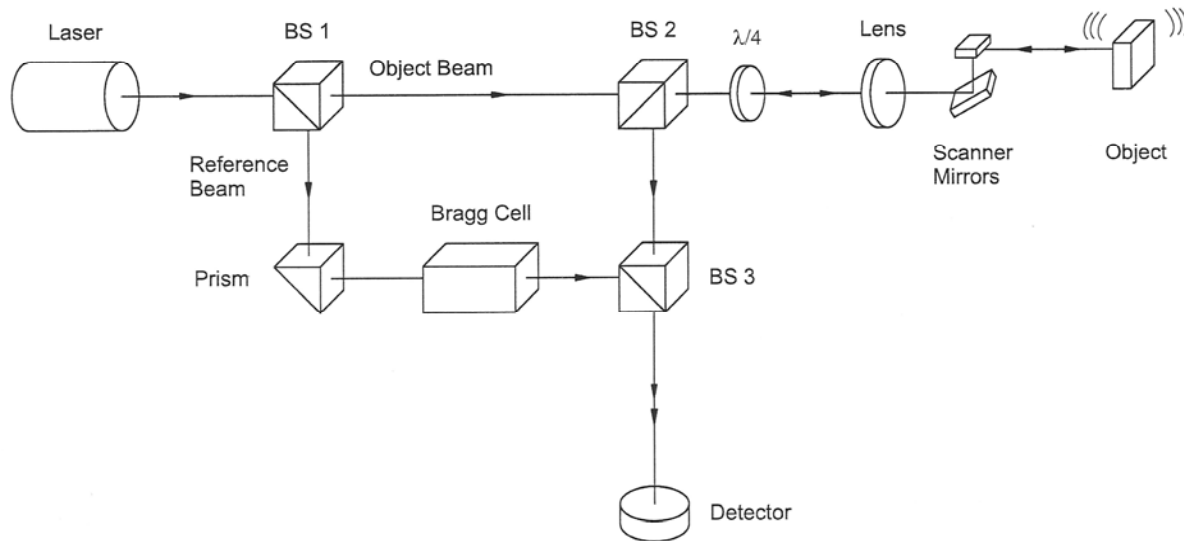 Laser
BS 1
BS 2
λ/4
Lens
Object Beam
Scanner
Mirrors
Object
Reference
Beam
Bragg Cell
Prism
BS 3
Detector